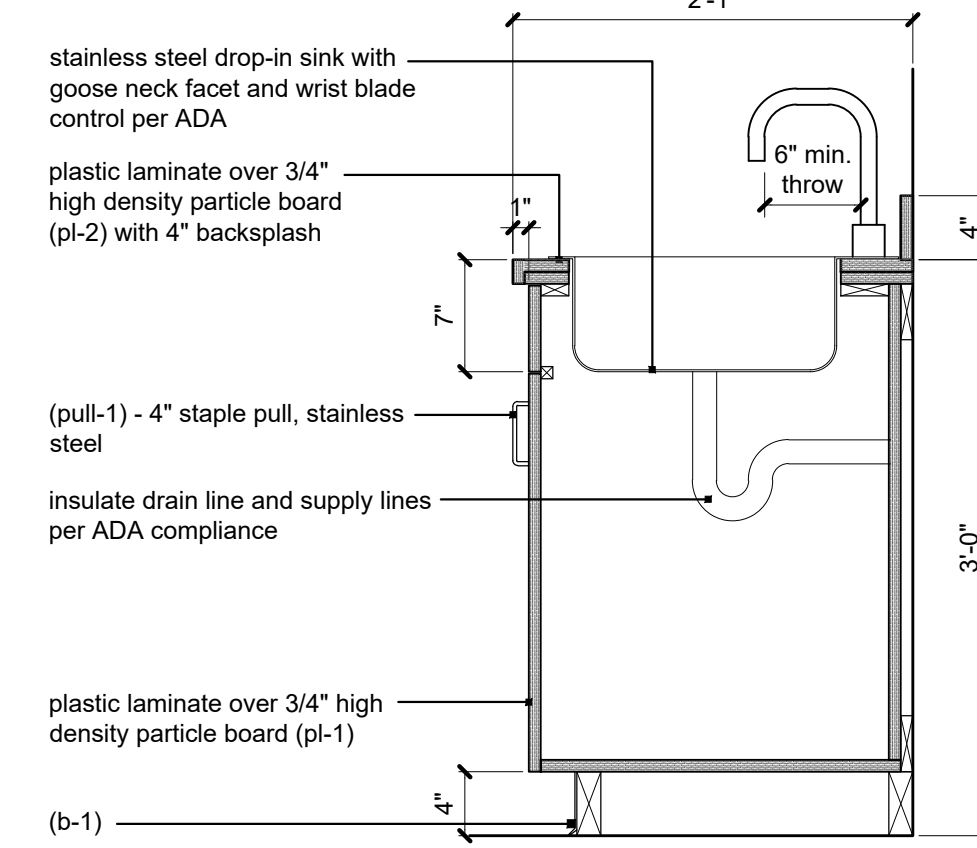 2'-1"
stainless steel drop-in sink with
goose neck facet and wrist blade
control per ADA
plastic laminate over 3/4"
high density particle board
(pl-2) with 4" backsplash
1"
6" min.
throw
4"
7"
(pull-1) - 4" staple pull, stainless
steel
insulate drain line and supply lines
per ADA compliance
3'-0"
plastic laminate over 3/4" high
density particle board (pl-1)
4"
(b-1)